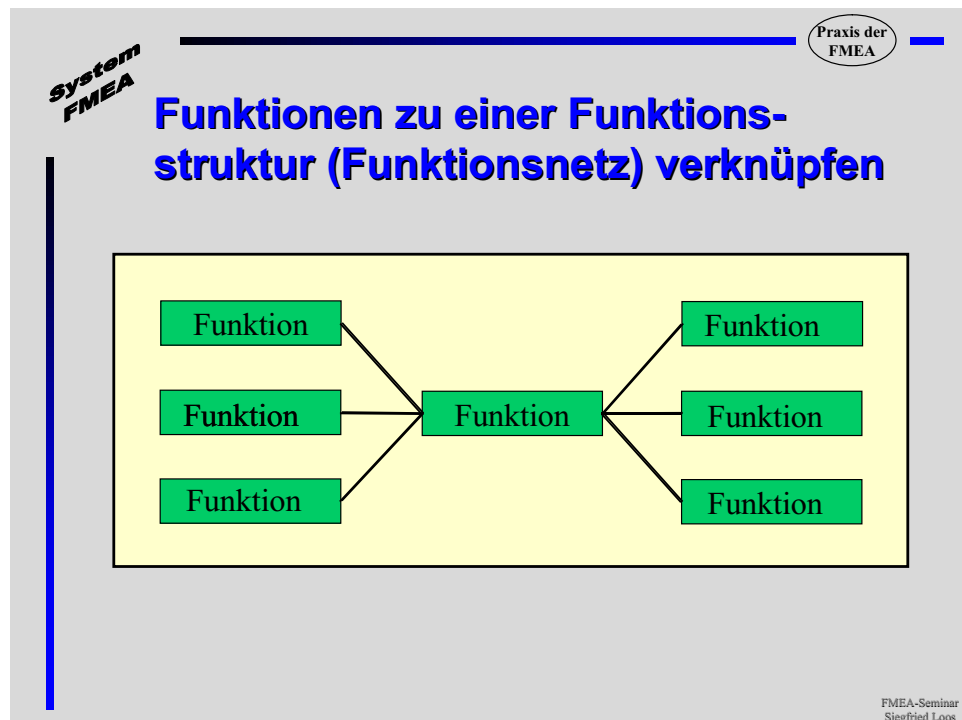 Praxis der
FMEA
System
FMEA
Funktionen zu einer Funktions-
struktur (Funktionsnetz) verknüpfen
Funktion
Funktion
Funktion
Funktion
Funktion
Funktion
Funktion
FMEA-Seminar
Siegfried Loos